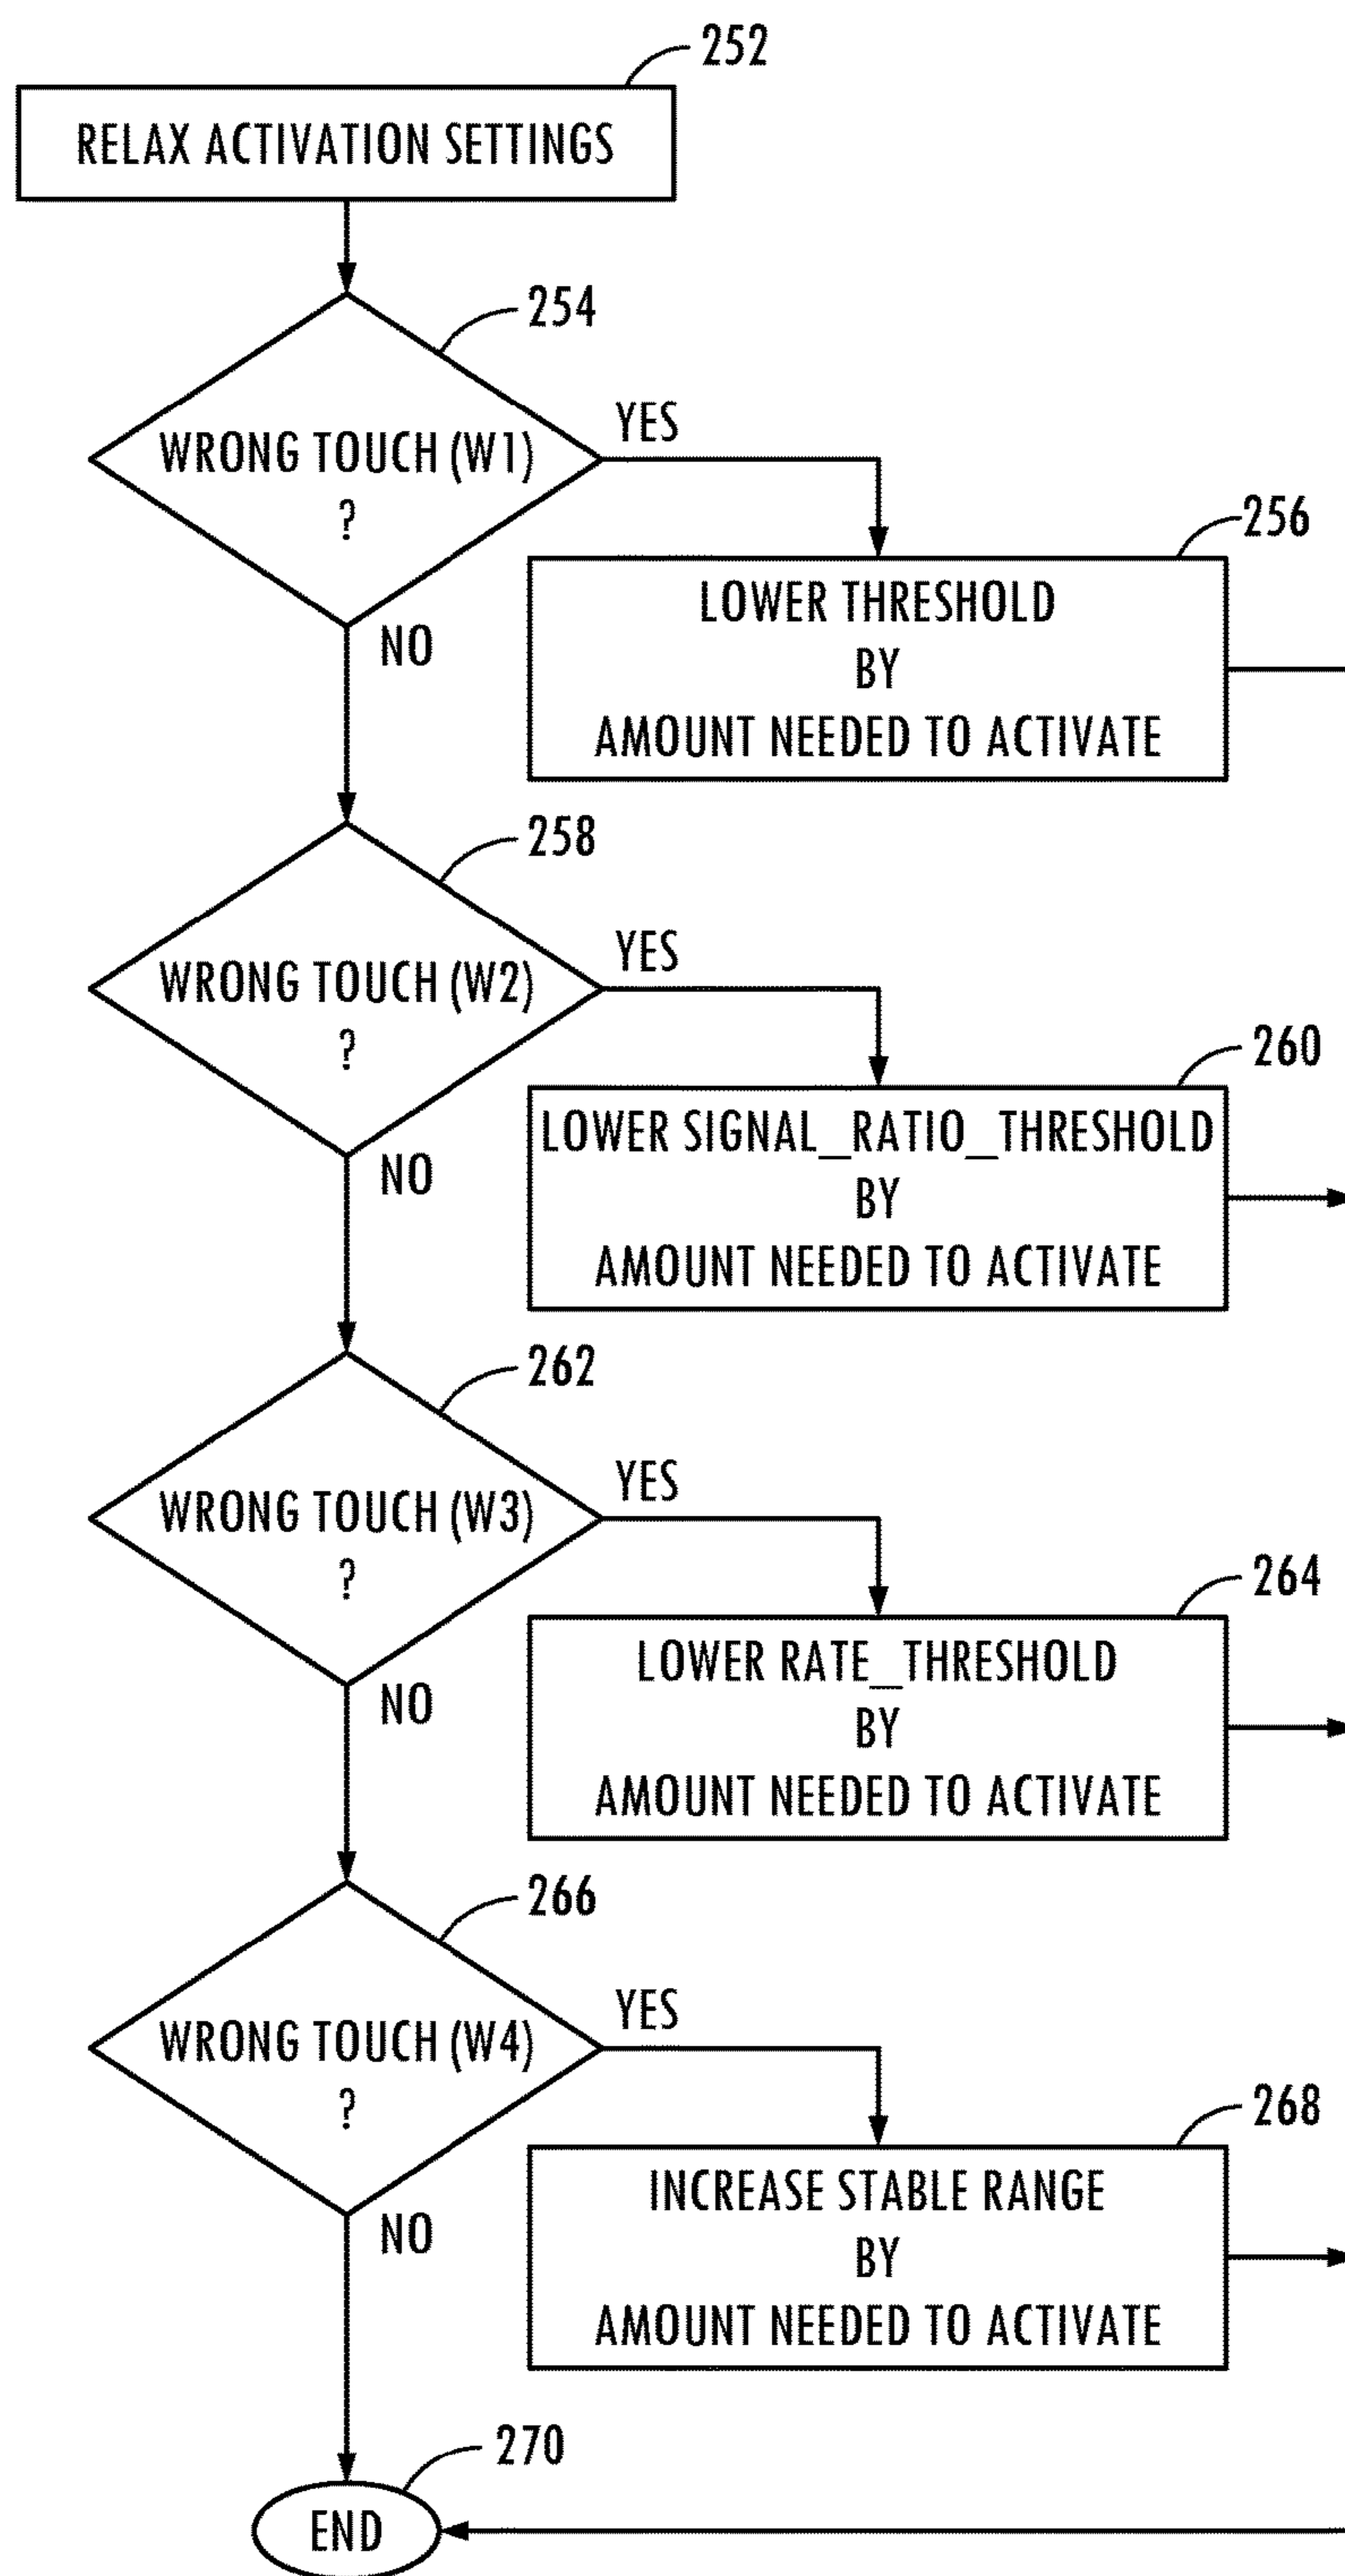 252
RELAX ACTIVATION SETTINGS
254
WRONG TOUCH (W1)
?
YES
NO
256
LOWER THRESHOLD
BY
AMOUNT NEEDED TO ACTIVATE
258
WRONG TOUCH (W2)
?
YES
NO
260
LOWER SIGNAL_RATIO_THRESHOLD
BY
AMOUNT NEEDED TO ACTIVATE
262
WRONG TOUCH (W3)
?
YES
NO
264
LOWER RATE_THRESHOLD
BY
AMOUNT NEEDED TO ACTIVATE
266
WRONG TOUCH (W4)
?
YES
NO
268
INCREASE STABLE RANGE
BY
AMOUNT NEEDED TO ACTIVATE
270
END